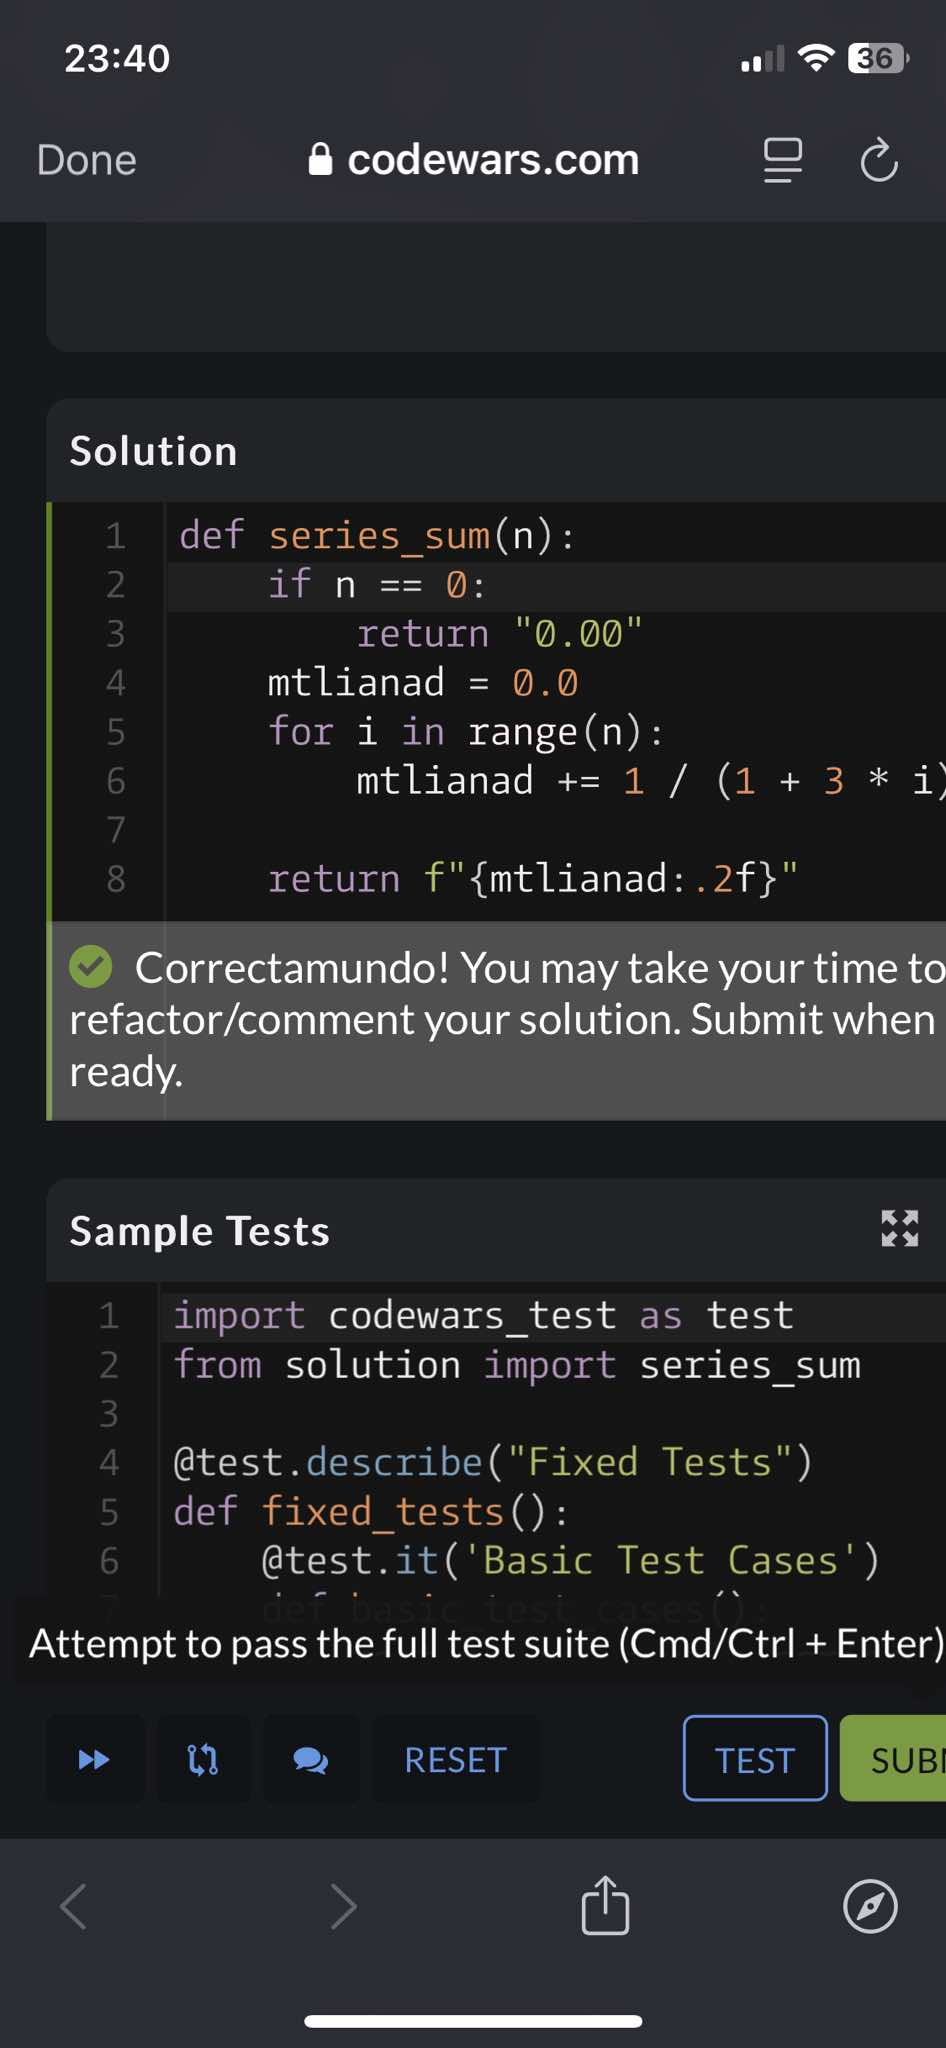 23:40
36
Done
codewars.com
Solution
1 def series_sum(n):
2     if n == 0:
3         return "0.00"
4     mtlianad = 0.0
5     for i in range(n):
6         mtlianad += 1 / (1 + 3 * i)
7
8     return f"{mtlianad:.2f}"
Correctamundo! You may take your time to
refactor/comment your solution. Submit when
ready.
Sample Tests
1 import codewars_test as test
2 from solution import series_sum
3
4 @test.describe("Fixed Tests")
5 def fixed_tests():
6     @test.it('Basic Test Cases')
7     def basic_test_cases():
Attempt to pass the full test suite (Cmd/Ctrl + Enter)
RESET
TEST
SUB